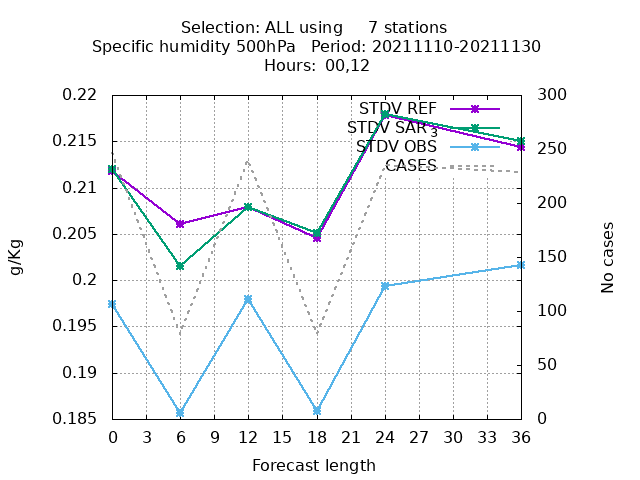 Selection: ALL using     7 stations
Specific humidity 500hPa   Period: 20211110-20211130
Hours: 00,12
0.22
0.215
0.21
0.205
0.2
0.195
0.19
0.185
300
250
200
150
100
50
0
STDV REF
STDV SAR3
STDV OBS
CASES
g/Kg
No cases
0 3 6 9 12 15 18 21 24 27 30 33 36
Forecast length